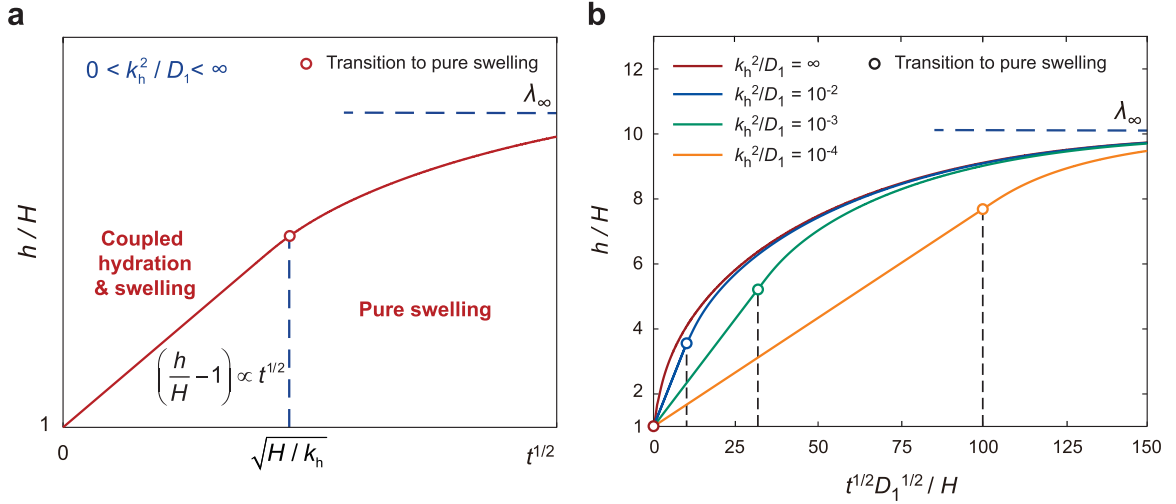 a
0 < k_h^2 / D_1 < ∞
Transition to pure swelling
λ_∞
h / H
Coupled
hydration
& swelling
Pure swelling
(h/H − 1) ∝ t^{1/2}
1
0
√H / k_h
t^{1/2}
b
12
10
8
6
4
2
1
h / H
k_h^2/D_1 = ∞
k_h^2/D_1 = 10^{-2}
k_h^2/D_1 = 10^{-3}
k_h^2/D_1 = 10^{-4}
Transition to pure swelling
λ_∞
0 25 50 75 100 125 150
t^{1/2}D_1^{1/2} / H